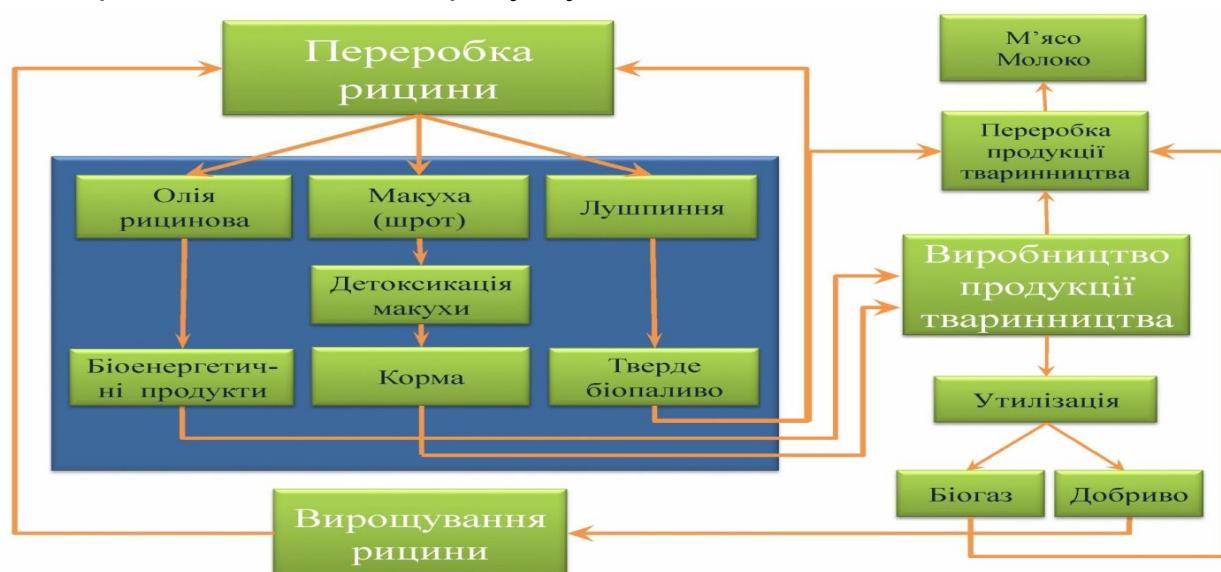 Переробка
рицини
М’ясо
Молоко
Переробка
продукції
тваринництва
Олія
рицинова
Макуха
(шрот)
Лушпиння
Виробництво
продукції
тваринництва
Детоксикація
макухи
Біоенергетич-
ні продукти
Корма
Тверде
біопаливо
Утилізація
Біогаз
Добриво
Вирощування
рицини